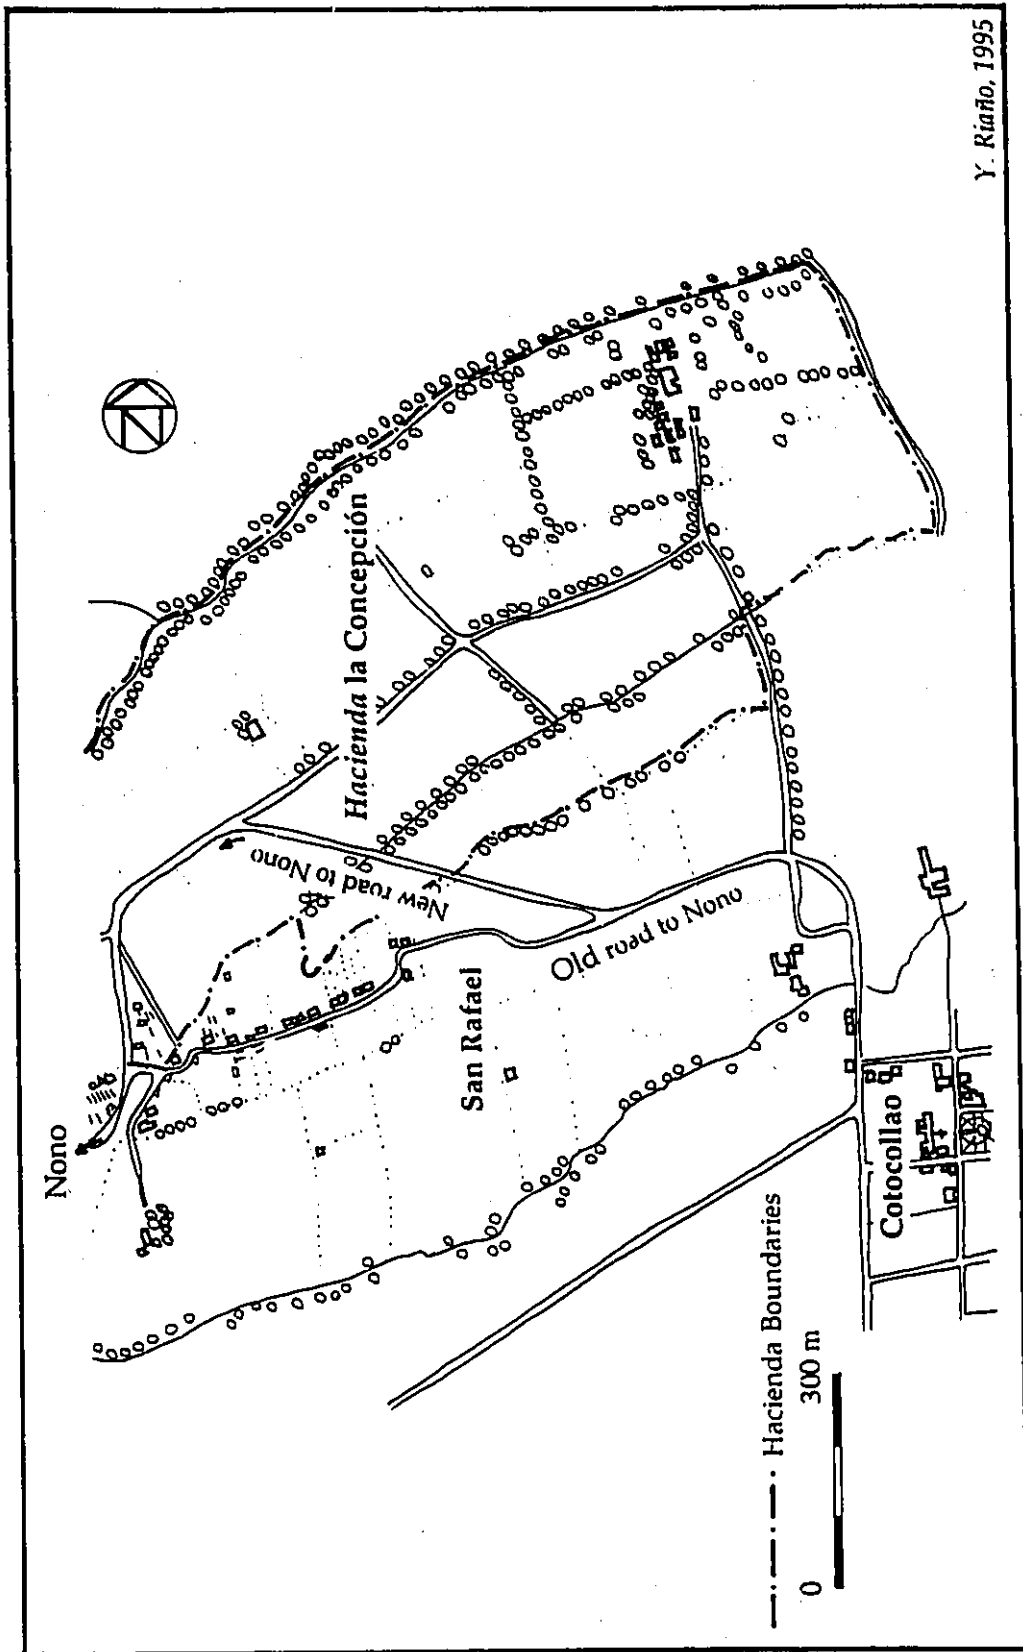 Nono
Hacienda la Concepción
New road to Nono
Old road to Nono
San Rafael
Cotocollao
Hacienda Boundaries
0 300 m
Y. Riaño, 1995